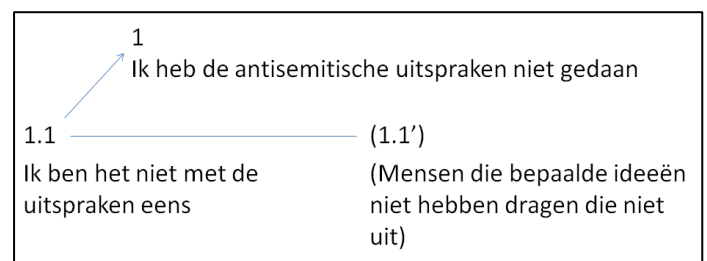 1
Ik heb de antisemitische uitspraken niet gedaan
1.1
(1.1’)
Ik ben het niet met de
uitspraken eens
(Mensen die bepaalde ideeën
niet hebben dragen die niet
uit)